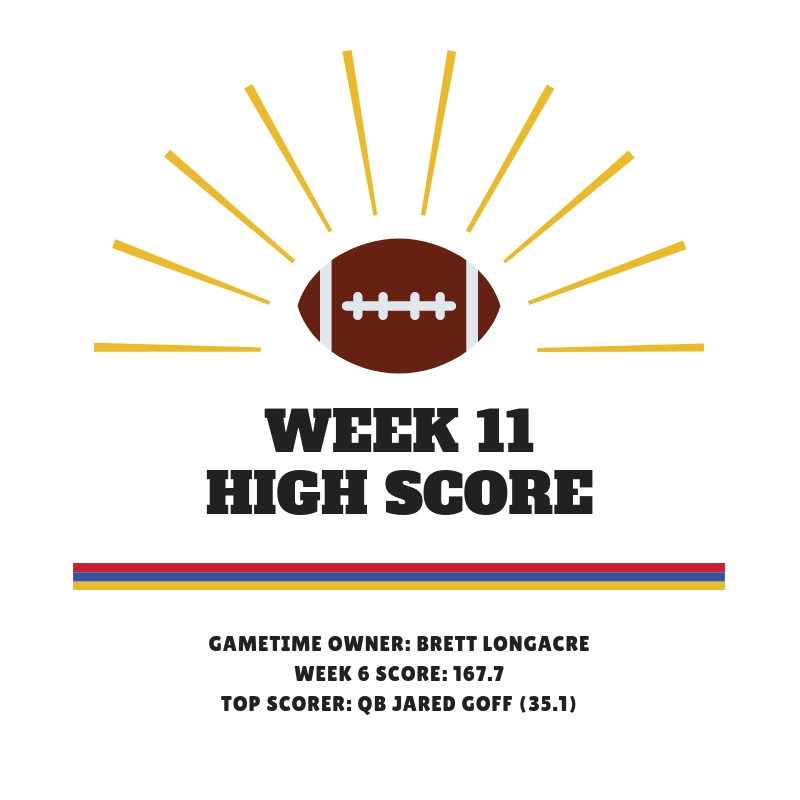 WEEK 11
HIGH SCORE
GAMETIME OWNER: BRETT LONGACRE
WEEK 6 SCORE: 167.7
TOP SCORER: QB JARED GOFF (35.1)